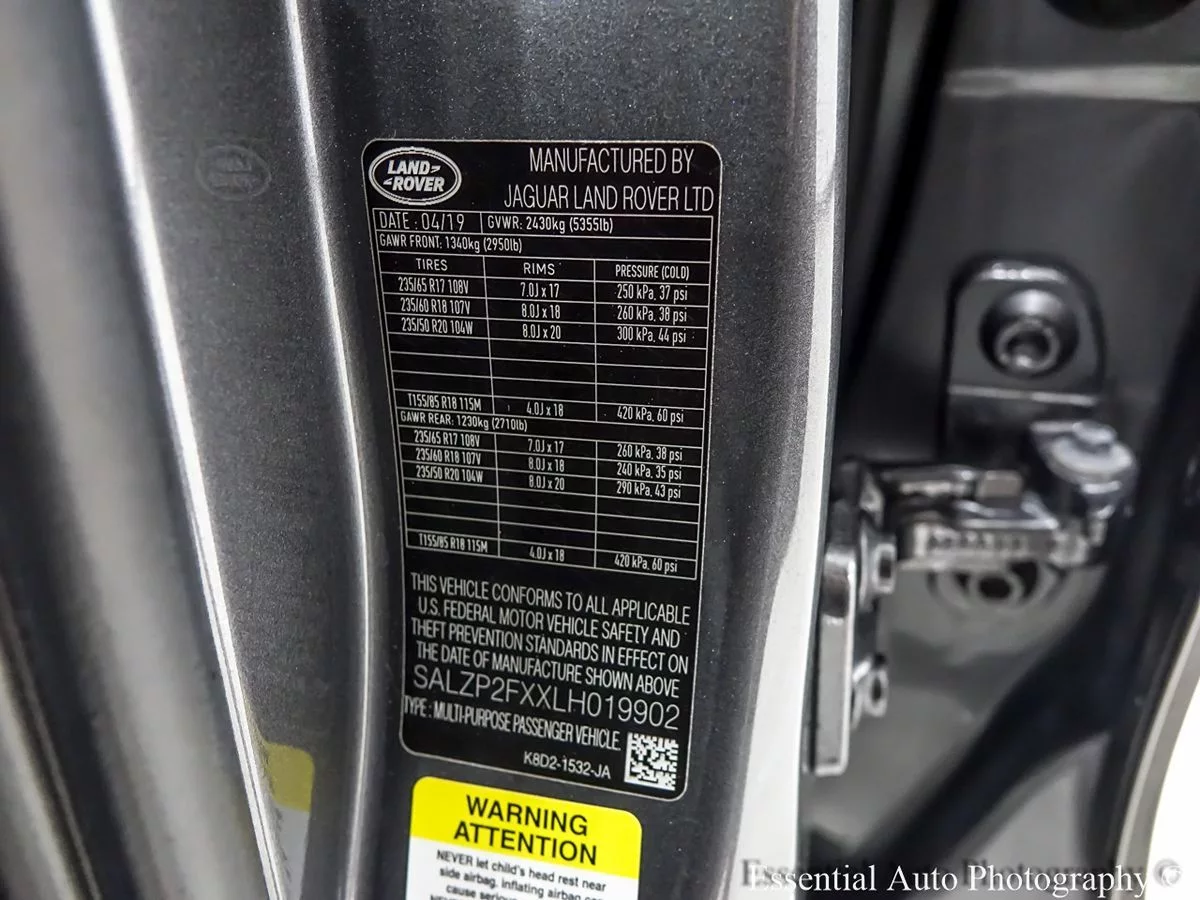 LAND-
-ROVER
MANUFACTURED BY
JAGUAR LAND ROVER LTD
DATE : 04/19 GVWR: 2430kg (5355lb)
GAWR FRONT: 1340kg (2950lb)
TIRES RIMS PRESSURE (COLD)
235/65 R17 108V 7.0J x 17 250 kPa, 37 psi
235/60 R18 107V 8.0J x 18 260 kPa, 38 psi
235/50 R20 104W 8.0J x 20 300 kPa, 44 psi
T155/85 R18 115M 4.0J x 18 420 kPa, 60 psi
GAWR REAR: 1230kg (2710lb)
235/65 R17 108V 7.0J x 17 260 kPa, 38 psi
235/60 R18 107V 8.0J x 18 240 kPa, 35 psi
235/50 R20 104W 8.0J x 20 290 kPa, 43 psi
T155/85 R18 115M 4.0J x 18 420 kPa, 60 psi
THIS VEHICLE CONFORMS TO ALL APPLICABLE
U.S. FEDERAL MOTOR VEHICLE SAFETY AND
THEFT PREVENTION STANDARDS IN EFFECT ON
THE DATE OF MANUFACTURE SHOWN ABOVE
SALZP2FXXLH019902
TYPE : MULTI-PURPOSE PASSENGER VEHICLE
K8D2-1532-JA
WARNING
ATTENTION
NEVER let child's head rest near
side airbag, inflating airbag can
cause serious
NEVER
Essential Auto Photography ©